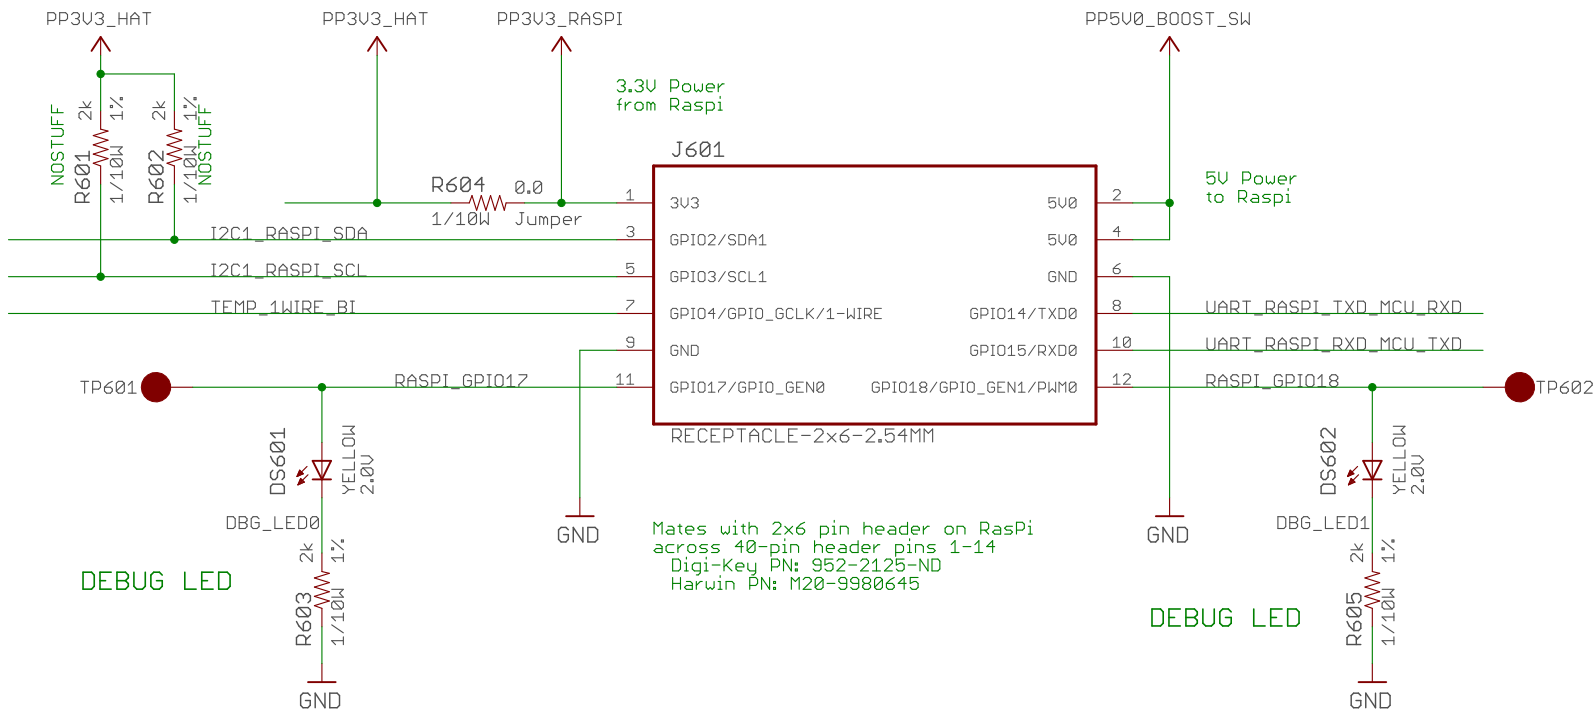 PP3V3_HAT
PP3V3_HAT
PP3V3_RASPI
PP5V0_BOOST_SW
3.3V Power
from Raspi
NOSTUFF
R601
2k
1%
1/10W
R602
2k
1%
1/10W
NOSTUFF
J601
R604
0.0
1/10W
Jumper
5V Power
to Raspi
1
3V3
5V0
2
I2C1_RASPI_SDA
3
GPIO2/SDA1
5V0
4
I2C1_RASPI_SCL
5
GPIO3/SCL1
GND
6
TEMP_1WIRE_BI
7
GPIO4/GPIO_GCLK/1-WIRE
GPIO14/TXD0
8
UART_RASPI_TXD_MCU_RXD
9
GND
GPIO15/RXD0
10
UART_RASPI_RXD_MCU_TXD
TP601
RASPI_GPIO17
11
GPIO17/GPIO_GEN0
GPIO18/GPIO_GEN1/PWM0
12
RASPI_GPIO18
TP602
RECEPTACLE-2x6-2.54MM
DS601
YELLOW
2.0V
DS602
YELLOW
2.0V
DBG_LED0
GND
GND
DBG_LED1
Mates with 2x6 pin header on RasPi
across 40-pin header pins 1-14
Digi-Key PN: 952-2125-ND
Harwin PN: M20-9980645
DEBUG LED
R603
2k
1%
1/10W
DEBUG LED
R605
2k
1%
1/10W
GND
GND